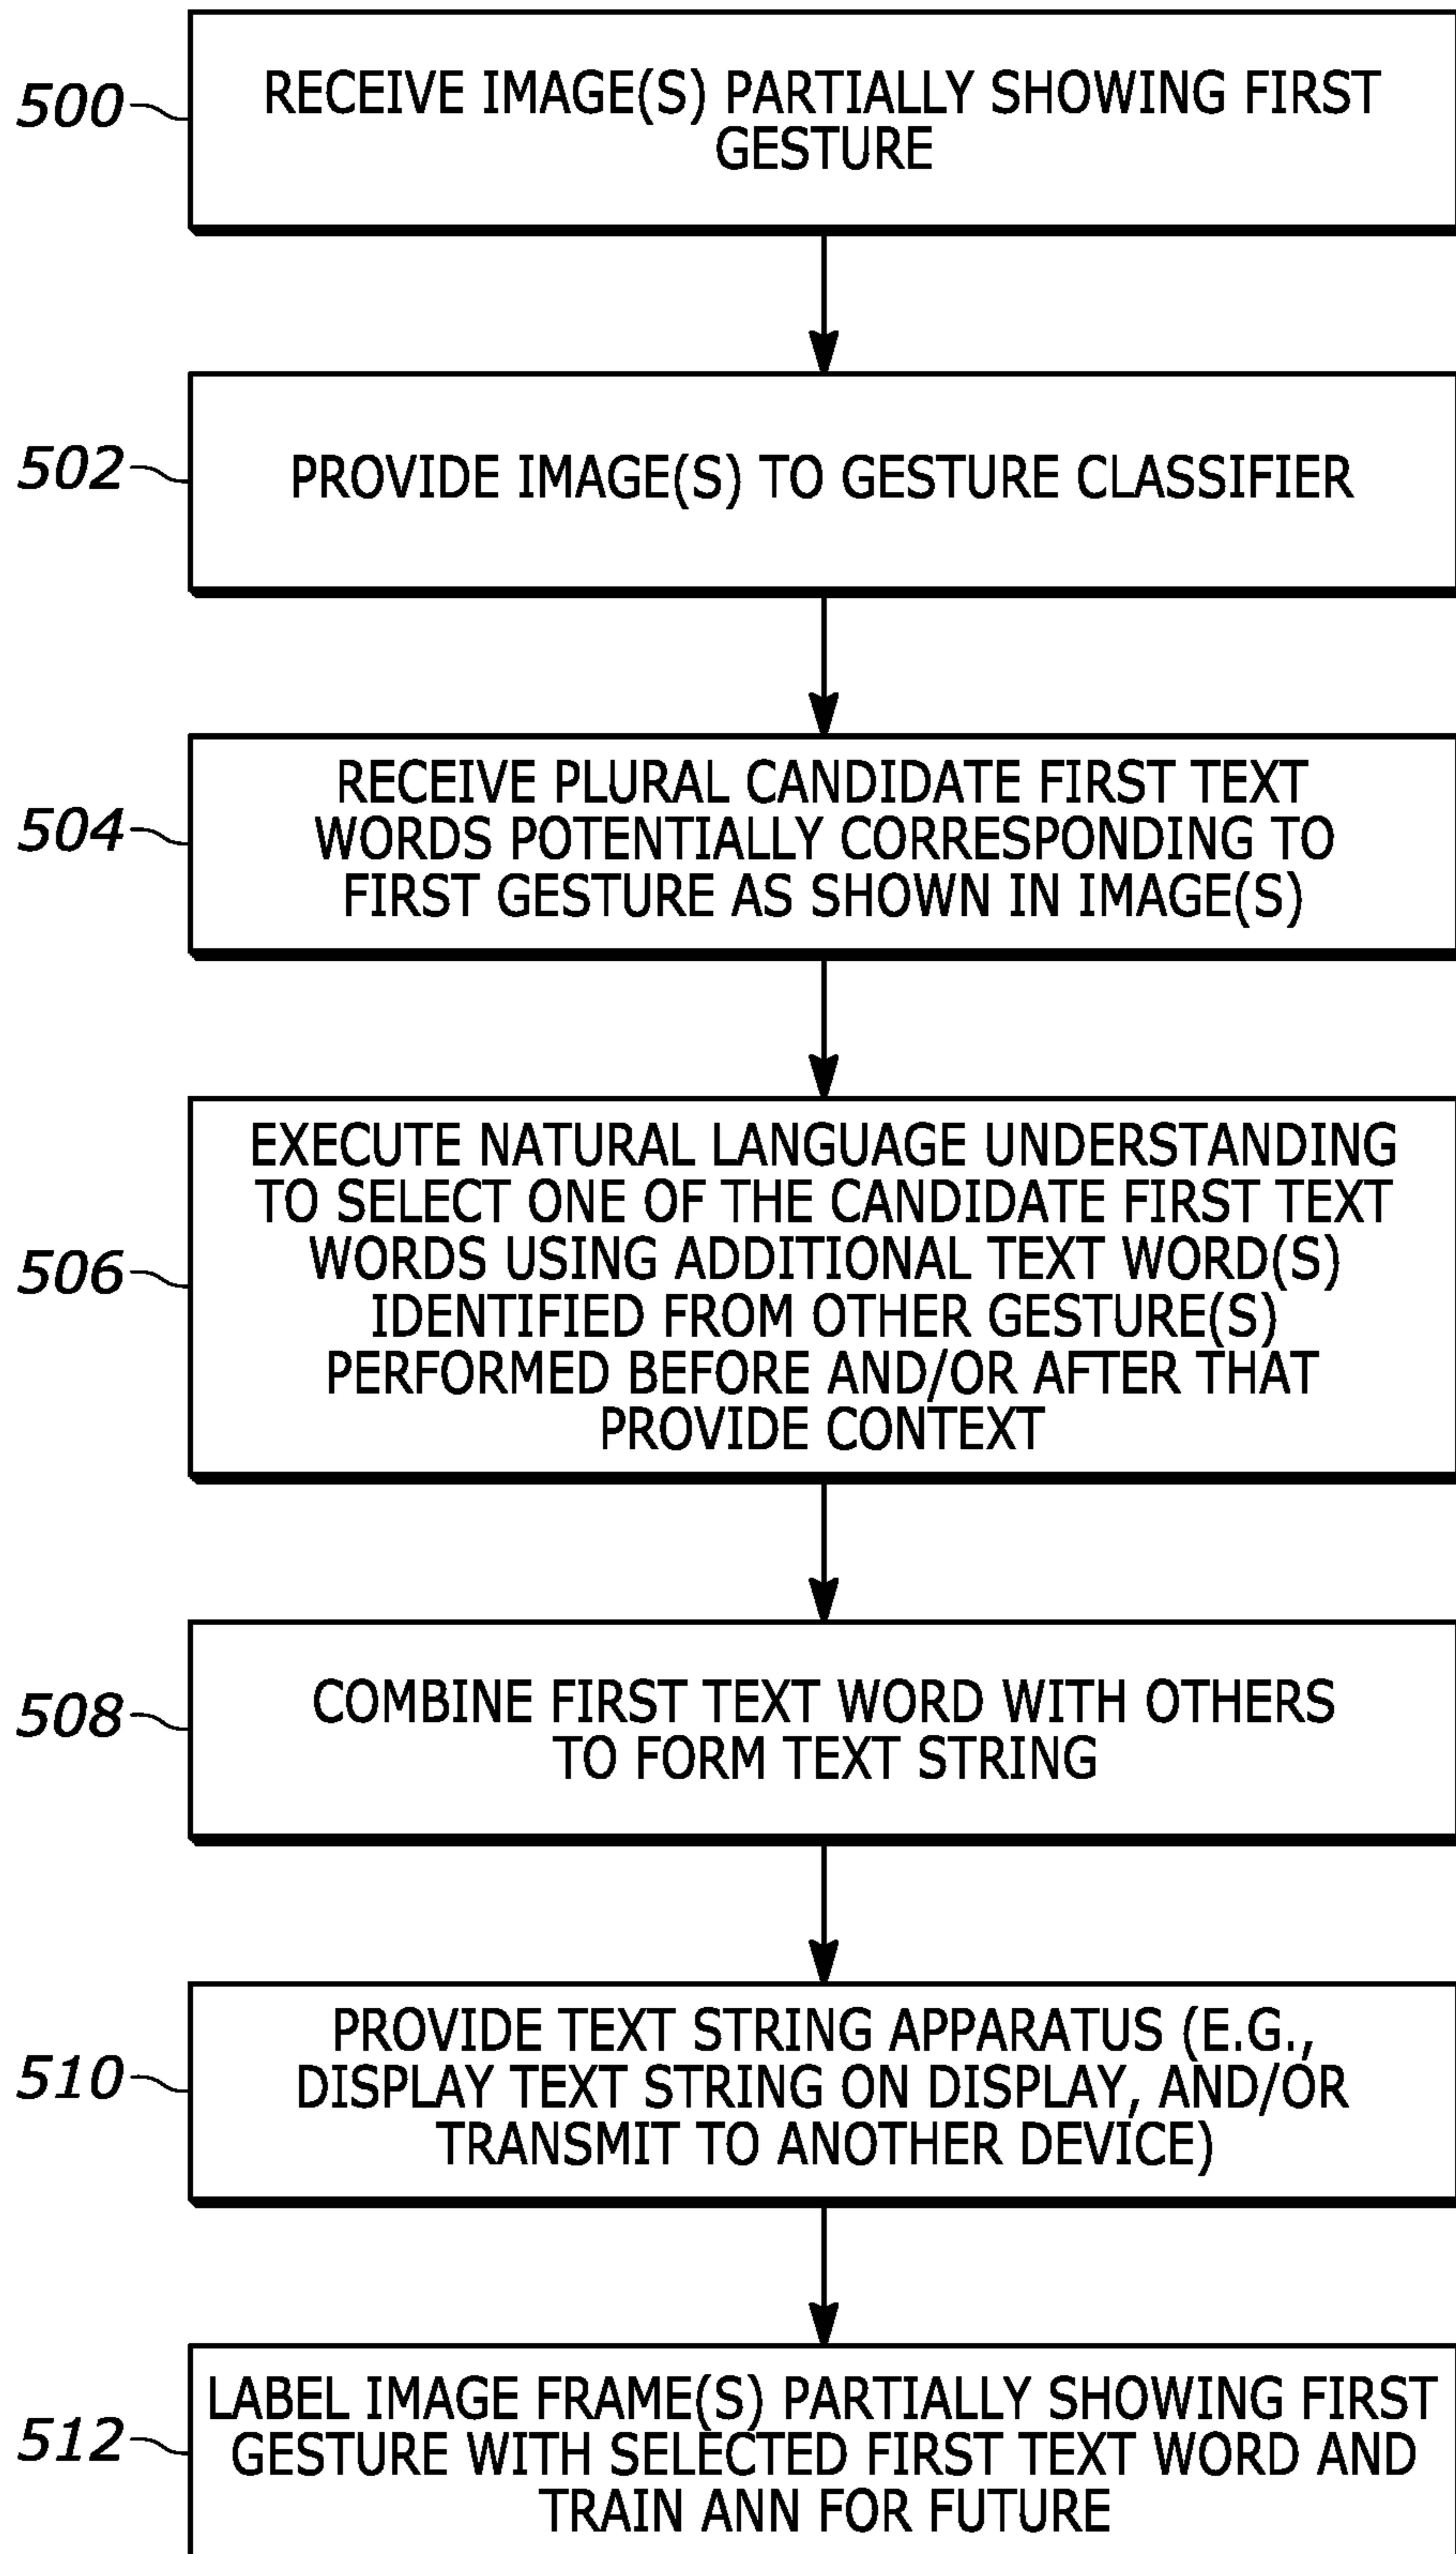 500
RECEIVE IMAGE(S) PARTIALLY SHOWING FIRST
GESTURE
502
PROVIDE IMAGE(S) TO GESTURE CLASSIFIER
504
RECEIVE PLURAL CANDIDATE FIRST TEXT
WORDS POTENTIALLY CORRESPONDING TO
FIRST GESTURE AS SHOWN IN IMAGE(S)
506
EXECUTE NATURAL LANGUAGE UNDERSTANDING
TO SELECT ONE OF THE CANDIDATE FIRST TEXT
WORDS USING ADDITIONAL TEXT WORD(S)
IDENTIFIED FROM OTHER GESTURE(S)
PERFORMED BEFORE AND/OR AFTER THAT
PROVIDE CONTEXT
508
COMBINE FIRST TEXT WORD WITH OTHERS
TO FORM TEXT STRING
510
PROVIDE TEXT STRING APPARATUS (E.G.,
DISPLAY TEXT STRING ON DISPLAY, AND/OR
TRANSMIT TO ANOTHER DEVICE)
512
LABEL IMAGE FRAME(S) PARTIALLY SHOWING FIRST
GESTURE WITH SELECTED FIRST TEXT WORD AND
TRAIN ANN FOR FUTURE